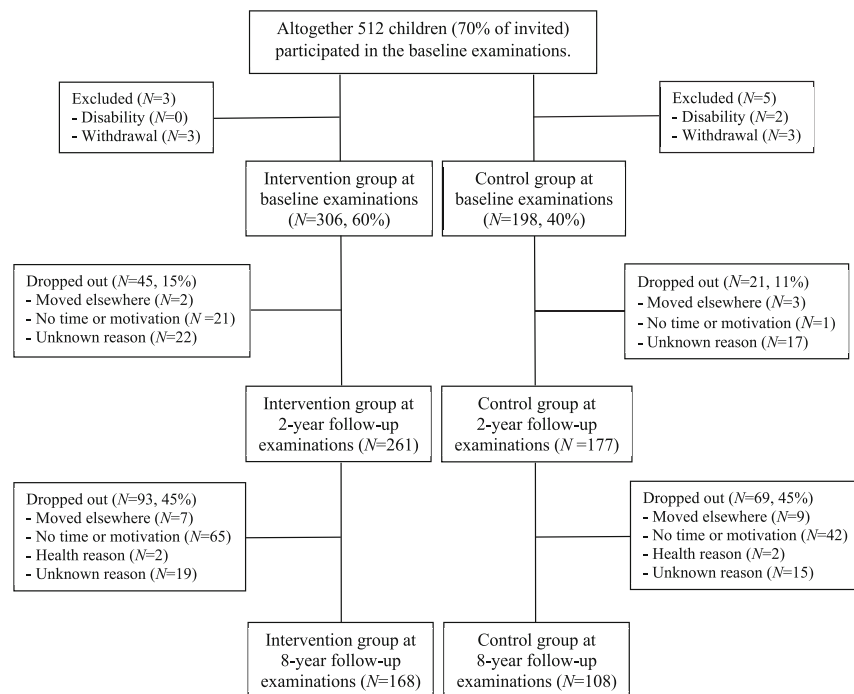 Altogether 512 children (70% of invited)
participated in the baseline examinations.
Excluded (N=3)
- Disability (N=0)
- Withdrawal (N=3)
Excluded (N=5)
- Disability (N=2)
- Withdrawal (N=3)
Intervention group at
baseline examinations
(N=306, 60%)
Control group at
baseline examinations
(N=198, 40%)
Dropped out (N=45, 15%)
- Moved elsewhere (N=2)
- No time or motivation (N =21)
- Unknown reason (N=22)
Dropped out (N=21, 11%)
- Moved elsewhere (N=3)
- No time or motivation (N=1)
- Unknown reason (N=17)
Intervention group at
2-year follow-up
examinations (N=261)
Control group at
2-year follow-up
examinations (N =177)
Dropped out (N=93, 45%)
- Moved elsewhere (N=7)
- No time or motivation (N=65)
- Health reason (N=2)
- Unknown reason (N=19)
Dropped out (N=69, 45%)
- Moved elsewhere (N=9)
- No time or motivation (N=42)
- Health reason (N=2)
- Unknown reason (N=15)
Intervention group at
8-year follow-up
examinations (N=168)
Control group at
8-year follow-up
examinations (N=108)